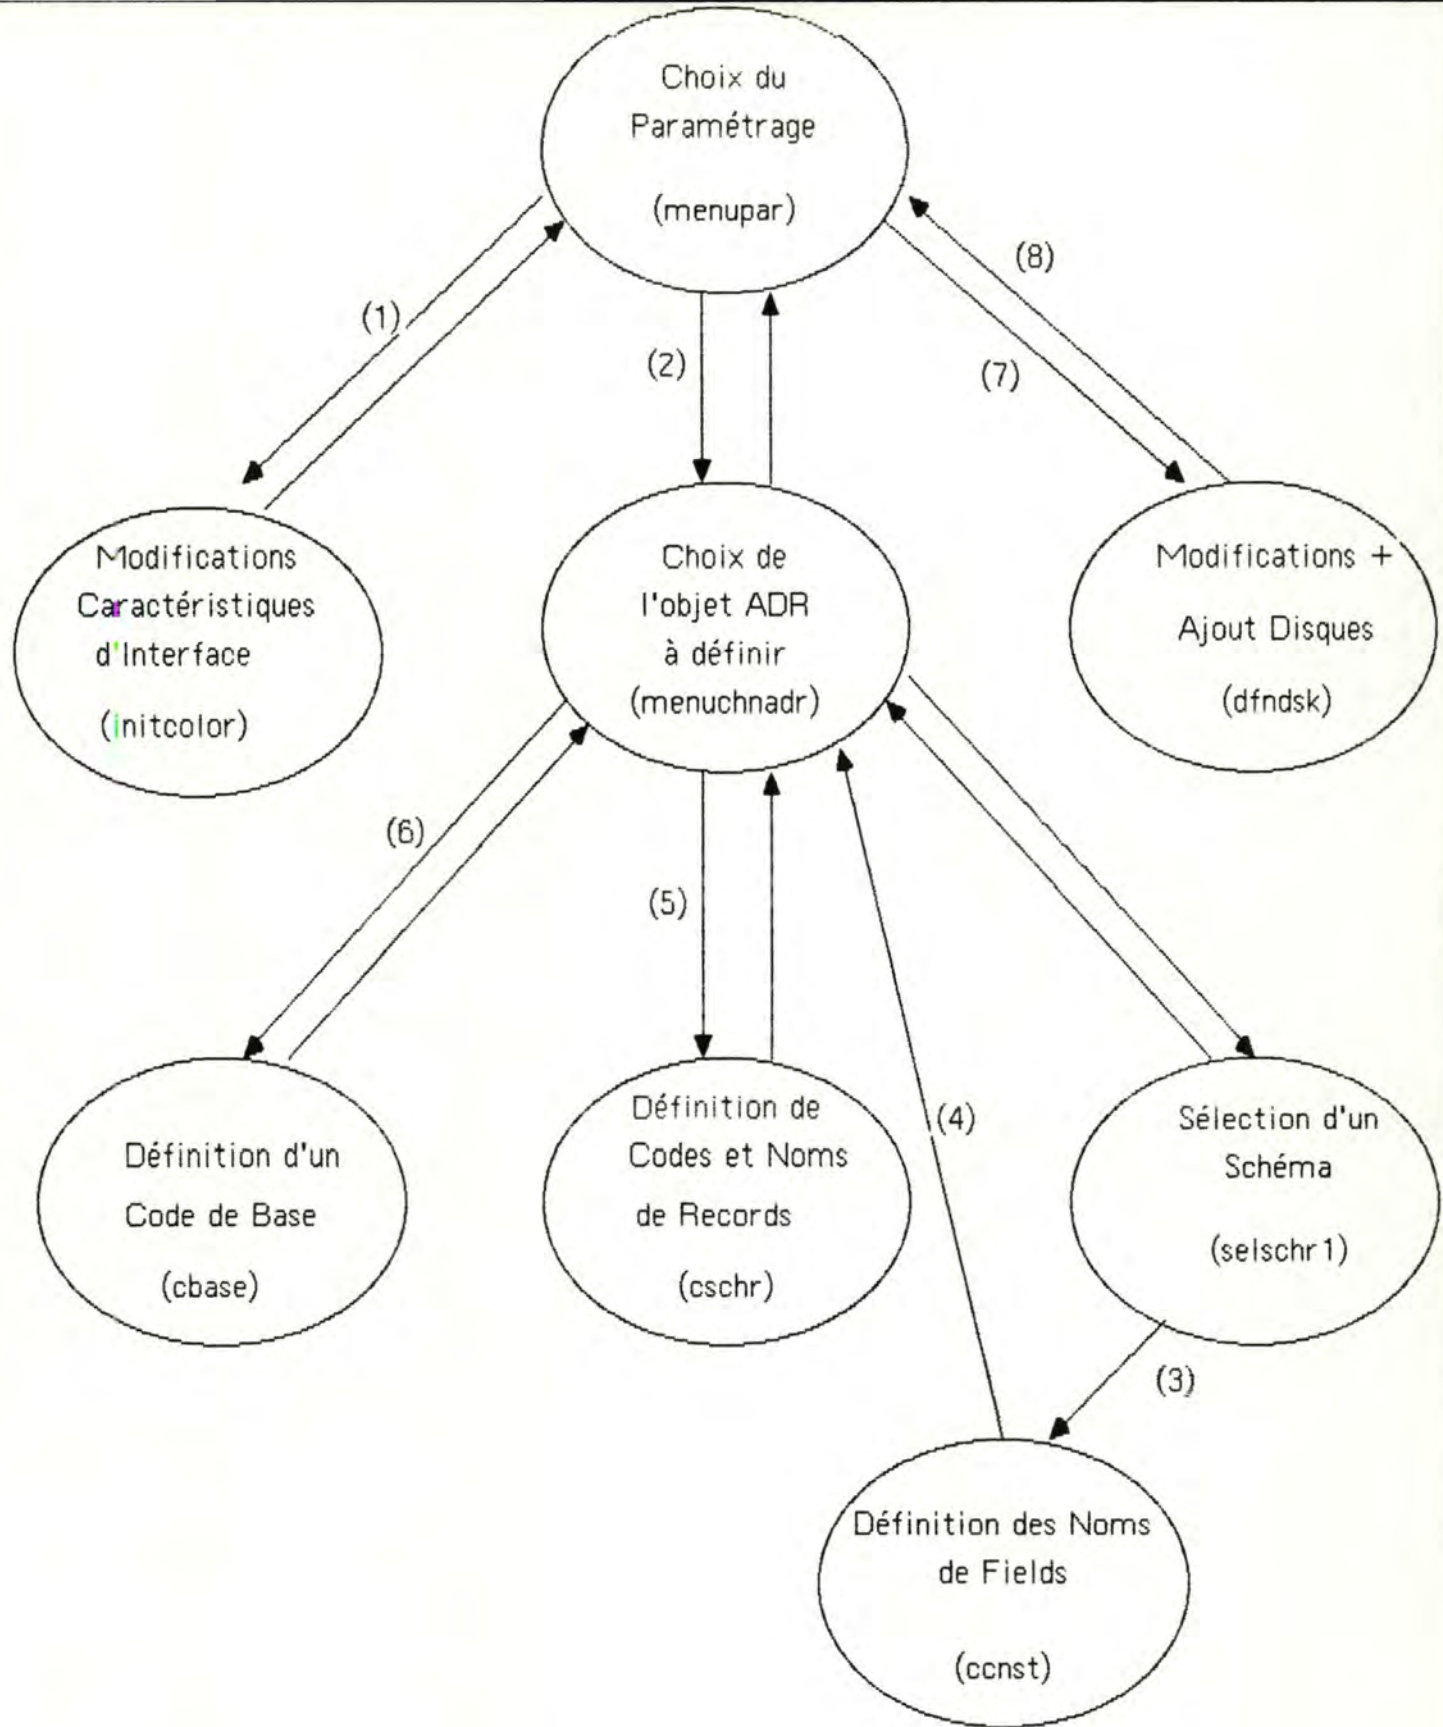 Choix du
Paramétrage
(menupar)
(8)
(1)
(2)
(7)
Modifications
Caractéristiques
d'Interface
(initcolor)
Choix de
l'objet ADR
à définir
(menuchnadr)
Modifications +
Ajout Disques
(dfndsk)
(6)
(5)
(4)
Définition d'un
Code de Base
(cbase)
Définition de
Codes et Noms
de Records
(cschr)
Sélection d'un
Schéma
(selschr1)
(3)
Définition des Noms
de Fields
(ccnst)